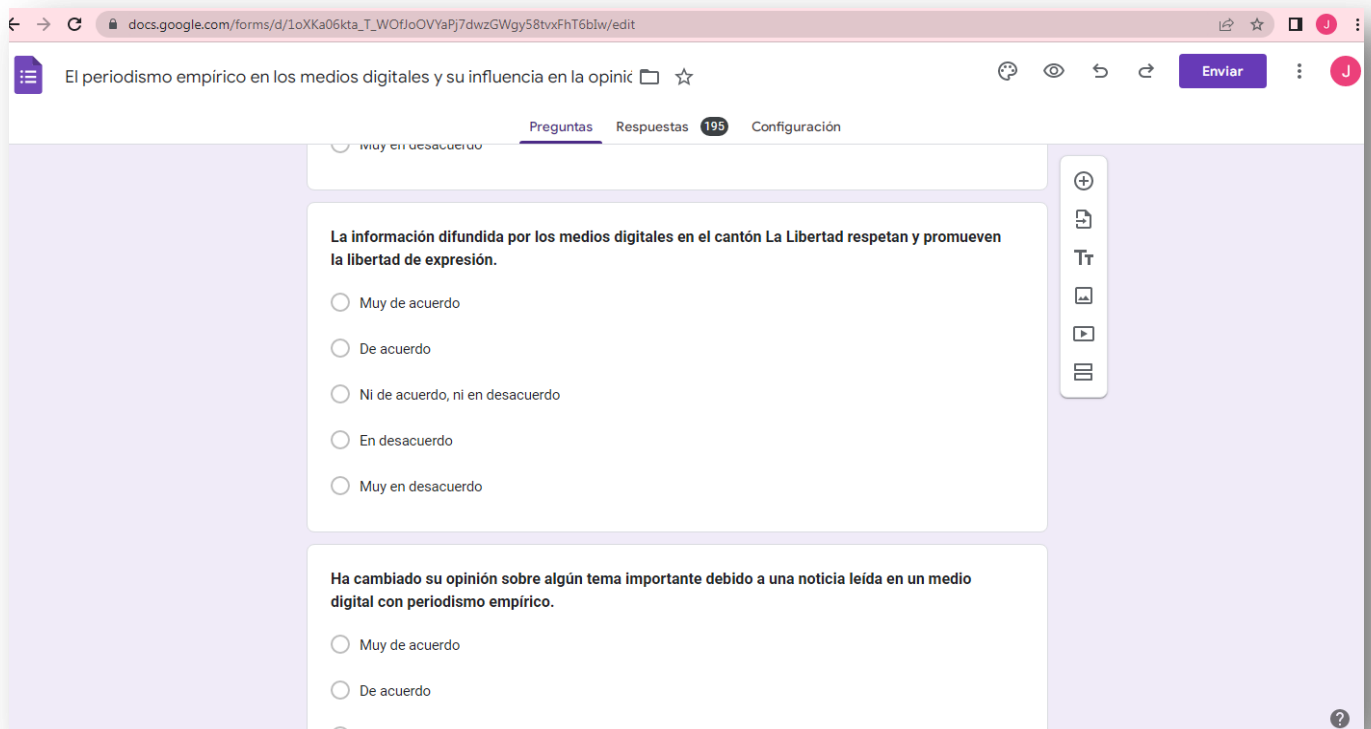 docs.google.com/forms/d/1oXKa06kta_T_WOfJoOVYaPj7dwzGWgy58tvxFhT6bIw/edit
J
El periodismo empírico en los medios digitales y su influencia en la opinió
Enviar
J
Preguntas Respuestas 195 Configuración
Muy en desacuerdo
La información difundida por los medios digitales en el cantón La Libertad respetan y promueven
la libertad de expresión.
Muy de acuerdo
De acuerdo
Ni de acuerdo, ni en desacuerdo
En desacuerdo
Muy en desacuerdo
Ha cambiado su opinión sobre algún tema importante debido a una noticia leída en un medio
digital con periodismo empírico.
Muy de acuerdo
De acuerdo